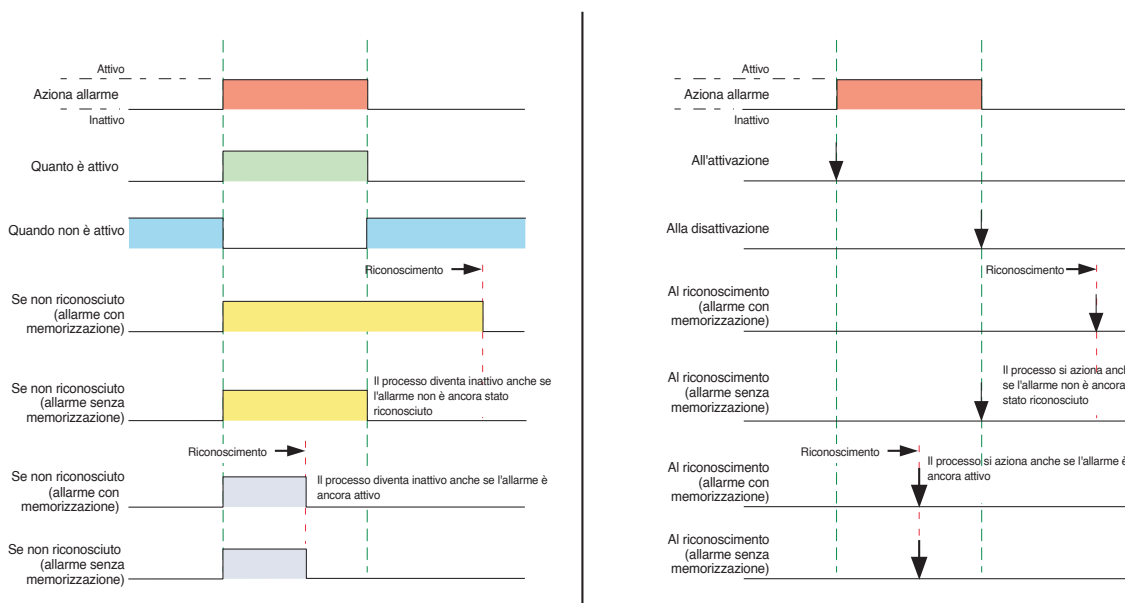 Attivo
Aziona allarme
Inattivo
Quanto è attivo
Quando non è attivo
Riconoscimento
Se non riconosciuto
(allarme con
memorizzazione)
Se non riconosciuto
(allarme senza
memorizzazione)
Il processo diventa inattivo anche se
l'allarme non è ancora stato
riconosciuto
Riconoscimento
Se non riconosciuto
(allarme con
memorizzazione)
Il processo diventa inattivo anche se l'allarme è
ancora attivo
Se non riconosciuto
(allarme senza
memorizzazione)
Attivo
Aziona allarme
Inattivo
All'attivazione
Alla disattivazione
Riconoscimento
Al riconoscimento
(allarme con
memorizzazione)
Al riconoscimento
(allarme senza
memorizzazione)
Il processo si aziona anch
se l'allarme non è ancora
stato riconosciuto
Riconoscimento
Al riconoscimento
(allarme con
memorizzazione)
Il processo si aziona anche se l'allarme è
ancora attivo
Al riconoscimento
(allarme senza
memorizzazione)